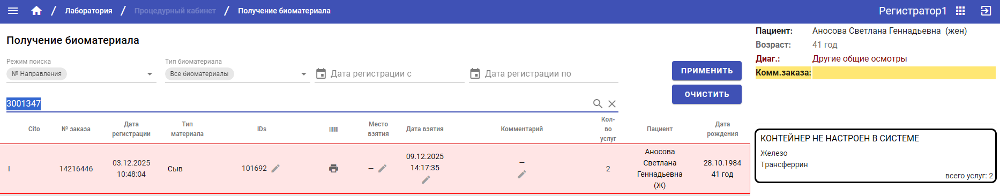 / Лаборатория / Процедурный кабинет / Получение биоматериала
Регистратор1
Получение биоматериала
Режим поиска
№ Направления
Тип биоматериала
Все биоматериалы
Дата регистрации с
Дата регистрации по
ПРИМЕНИТЬ
ОЧИСТИТЬ
3001347
Cito
№ заказа
Дата
регистрации
Тип
материала
IDs
Место
взятия
Дата взятия
Комментарий
Кол-
во
услуг
Пациент
Дата
рождения
I
14216446
03.12.2025
10:48:04
Сыв
101692
—
09.12.2025
14:17:35
—
2
Аносова
Светлана
Геннадьевна
(Ж)
28.10.1984
41 год
Пациент: Аносова Светлана Геннадьевна (жен)
Возраст: 41 год
Диаг.: Другие общие осмотры
Комм.заказа:
КОНТЕЙНЕР НЕ НАСТРОЕН В СИСТЕМЕ
Железо
Трансферрин
всего услуг: 2